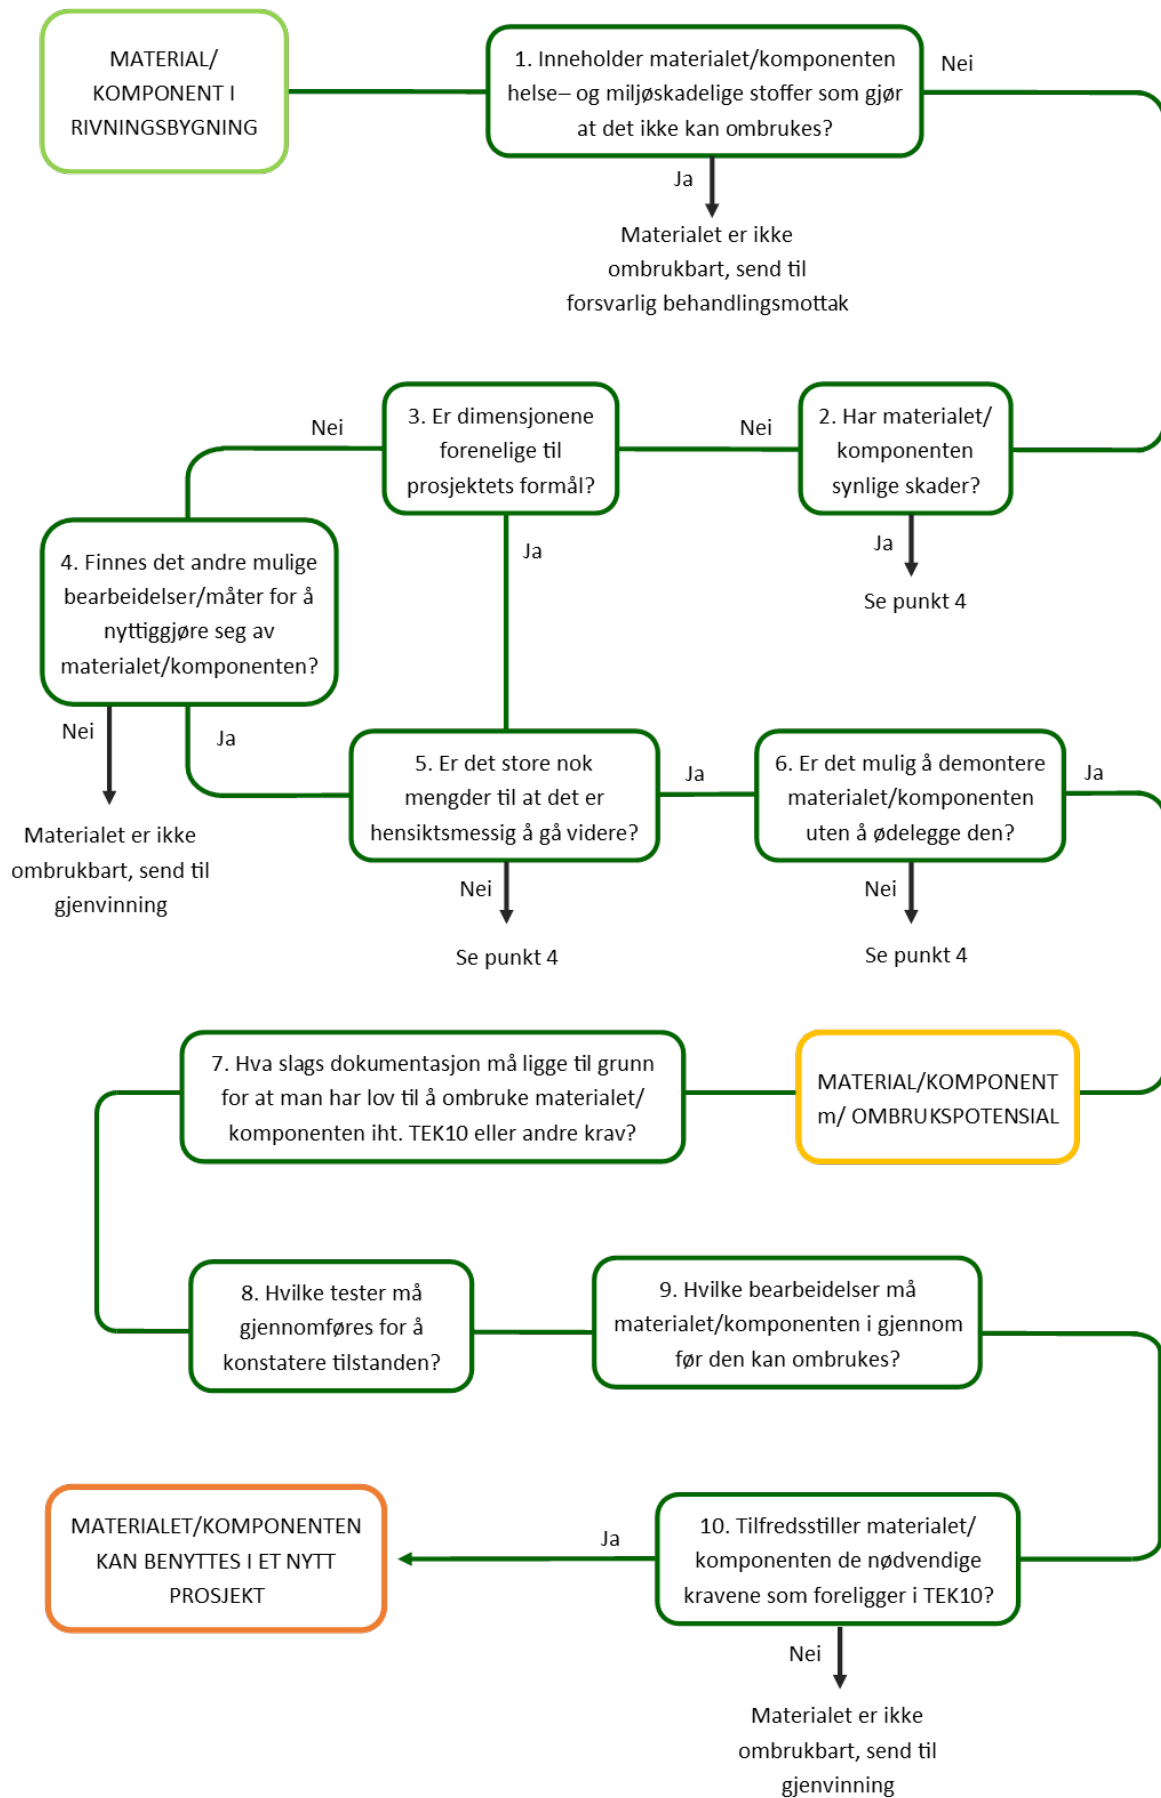 MATERIAL/
KOMPONENT I
RIVNINGSBYGNING
1. Inneholder materialet/komponenten
helse– og miljøskadelige stoffer som gjør
at det ikke kan ombrukes?
Nei
Ja
Materialet er ikke
ombrukbart, send til
forsvarlig behandlingsmottak
2. Har materialet/
komponenten
synlige skader?
Nei
Ja
Se punkt 4
3. Er dimensjonene
forenelige til
prosjektets formål?
Nei
Ja
4. Finnes det andre mulige
bearbeidelser/måter for å
nyttiggjøre seg av
materialet/komponenten?
Nei
Ja
Materialet er ikke
ombrukbart, send til
gjenvinning
5. Er det store nok
mengder til at det er
hensiktsmessig å gå videre?
Ja
Nei
Se punkt 4
6. Er det mulig å demontere
materialet/komponenten
uten å ødelegge den?
Ja
Nei
Se punkt 4
MATERIAL/KOMPONENT
m/ OMBRUKSPOTENSIAL
7. Hva slags dokumentasjon må ligge til grunn
for at man har lov til å ombruke materialet/
komponenten iht. TEK10 eller andre krav?
8. Hvilke tester må
gjennomføres for å
konstatere tilstanden?
9. Hvilke bearbeidelser må
materialet/komponenten i gjennom
før den kan ombrukes?
10. Tilfredsstiller materialet/
komponenten de nødvendige
kravene som foreligger i TEK10?
Ja
Nei
MATERIALET/KOMPONENTEN
KAN BENYTTES I ET NYTT
PROSJEKT
Materialet er ikke
ombrukbart, send til
gjenvinning